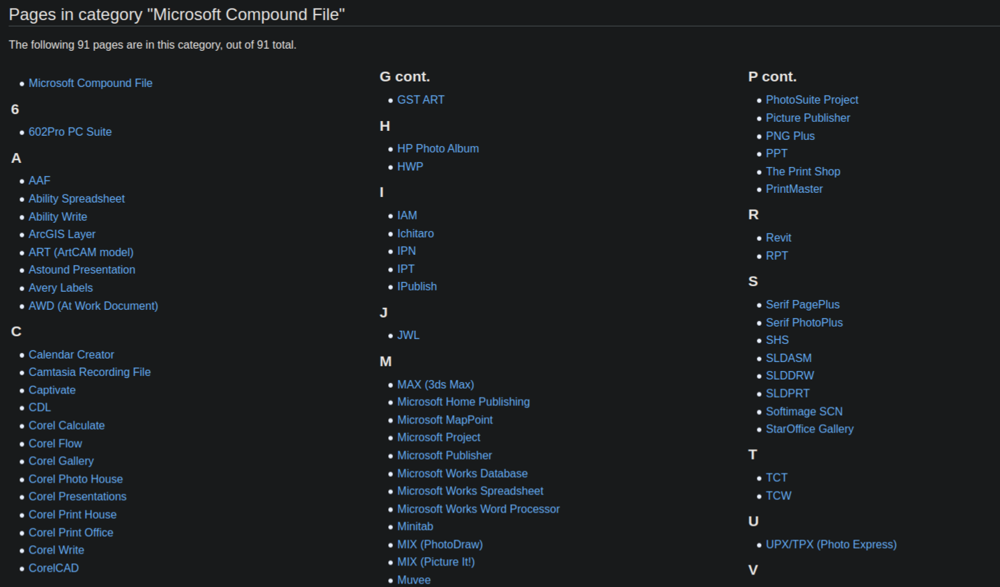 Pages in category "Microsoft Compound File"
The following 91 pages are in this category, out of 91 total.
Microsoft Compound File
6
602Pro PC Suite
A
AAF
Ability Spreadsheet
Ability Write
ArcGIS Layer
ART (ArtCAM model)
Astound Presentation
Avery Labels
AWD (At Work Document)
C
Calendar Creator
Camtasia Recording File
Captivate
CDL
Corel Calculate
Corel Flow
Corel Gallery
Corel Photo House
Corel Presentations
Corel Print House
Corel Print Office
Corel Write
CorelCAD
G cont.
GST ART
H
HP Photo Album
HWP
I
IAM
Ichitaro
IPN
IPT
IPublish
J
JWL
M
MAX (3ds Max)
Microsoft Home Publishing
Microsoft MapPoint
Microsoft Project
Microsoft Publisher
Microsoft Works Database
Microsoft Works Spreadsheet
Microsoft Works Word Processor
Minitab
MIX (PhotoDraw)
MIX (Picture It!)
Muvee
P cont.
PhotoSuite Project
Picture Publisher
PNG Plus
PPT
The Print Shop
PrintMaster
R
Revit
RPT
S
Serif PagePlus
Serif PhotoPlus
SHS
SLDASM
SLDDRW
SLDPRT
Softimage SCN
StarOffice Gallery
T
TCT
TCW
U
UPX/TPX (Photo Express)
V